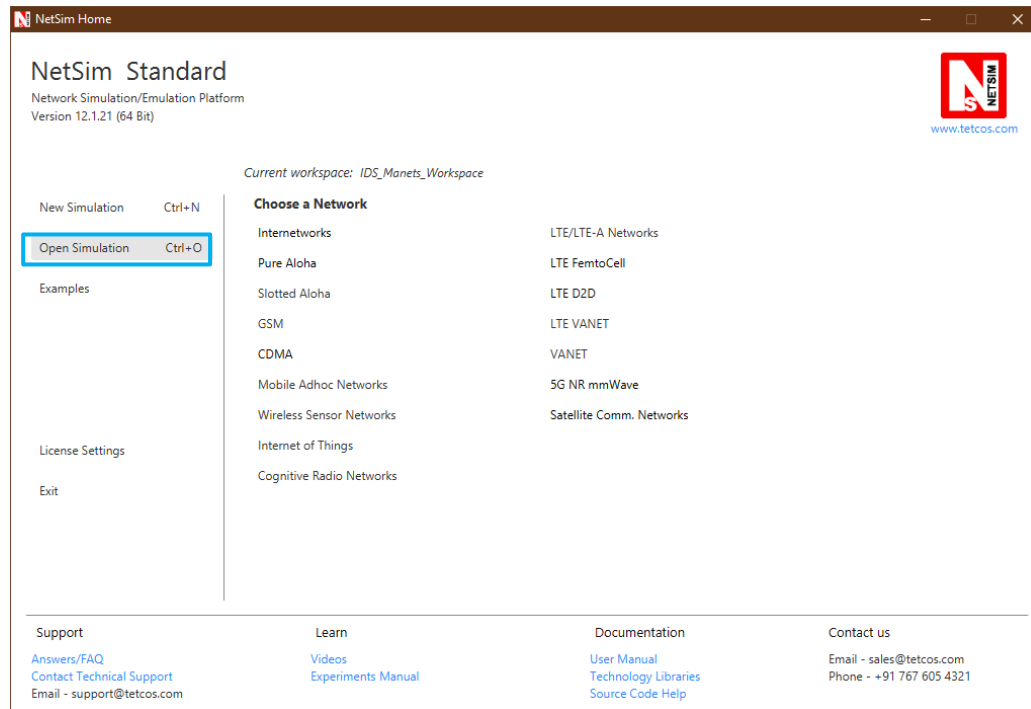 NetSim Home
NetSim Standard
Network Simulation/Emulation Platform
Version 12.1.21 (64 Bit)
NS NETSIM
www.tetcos.com
Current workspace: IDS_Manets_Workspace
New Simulation Ctrl+N
Open Simulation Ctrl+O
Examples
License Settings
Exit
Choose a Network
Internetworks
Pure Aloha
Slotted Aloha
GSM
CDMA
Mobile Adhoc Networks
Wireless Sensor Networks
Internet of Things
Cognitive Radio Networks
LTE/LTE-A Networks
LTE FemtoCell
LTE D2D
LTE VANET
VANET
5G NR mmWave
Satellite Comm. Networks
Support
Answers/FAQ
Contact Technical Support
Email - support@tetcos.com
Learn
Videos
Experiments Manual
Documentation
User Manual
Technology Libraries
Source Code Help
Contact us
Email - sales@tetcos.com
Phone - +91 767 605 4321